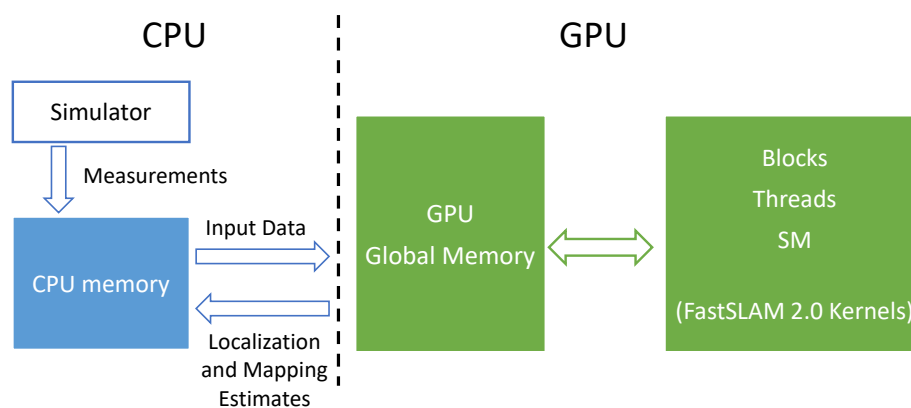 CPU
GPU
Simulator
Measurements
CPU memory
Input Data
Localization
and Mapping
Estimates
GPU
Global Memory
Blocks
Threads
SM
(FastSLAM 2.0 Kernels)